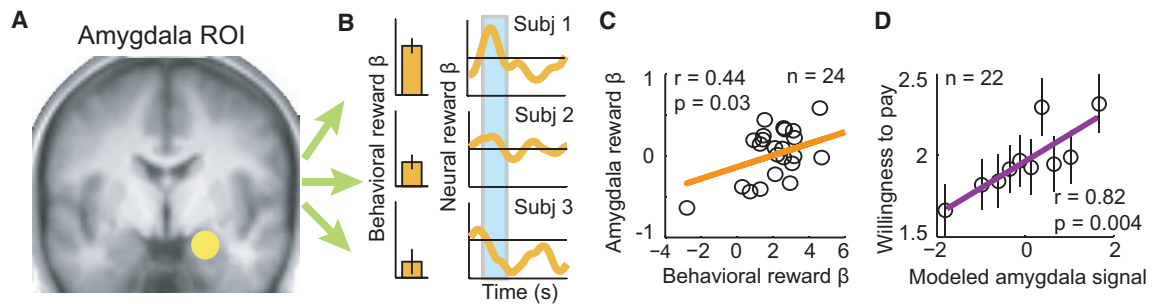 A
Amygdala ROI
B
Behavioral reward β
Neural reward β
Subj 1
Subj 2
Subj 3
Time (s)
C
Amygdala reward β
1
0
-1
r = 0.44
p = 0.03
n = 24
-2 0 2 4 6
Behavioral reward β
D
Willingness to pay
2.5
2
1.5
n = 22
r = 0.82
p = 0.004
−2 0 2
Modeled amygdala signal